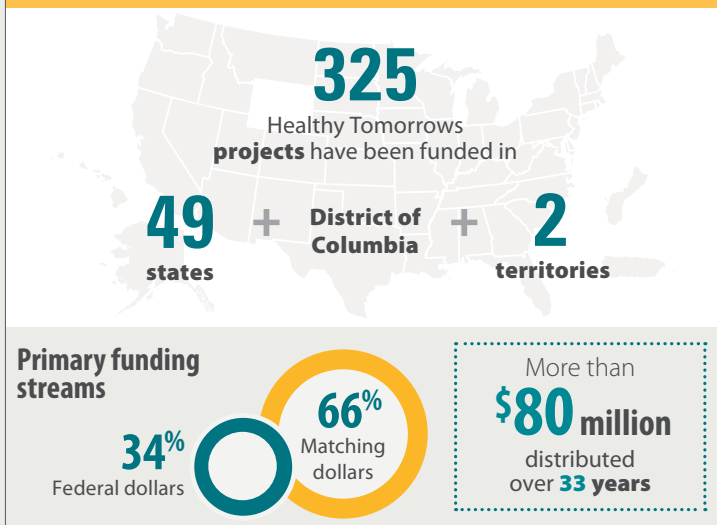 325
Healthy Tomorrows
projects have been funded in
49 + District of + 2
Columbia
states
territories
Primary funding
streams
34%
Federal dollars
66%
Matching
dollars
More than
$80 million
distributed
over 33 years